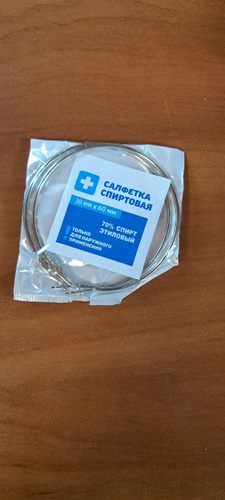 САЛФЕТКА
СПИРТОВАЯ
30 мм х 60 мм
70% СПИРТ
ЭТИЛОВЫЙ
ТОЛЬКО
ДЛЯ НАРУЖНОГО
ПРИМЕНЕНИЯ